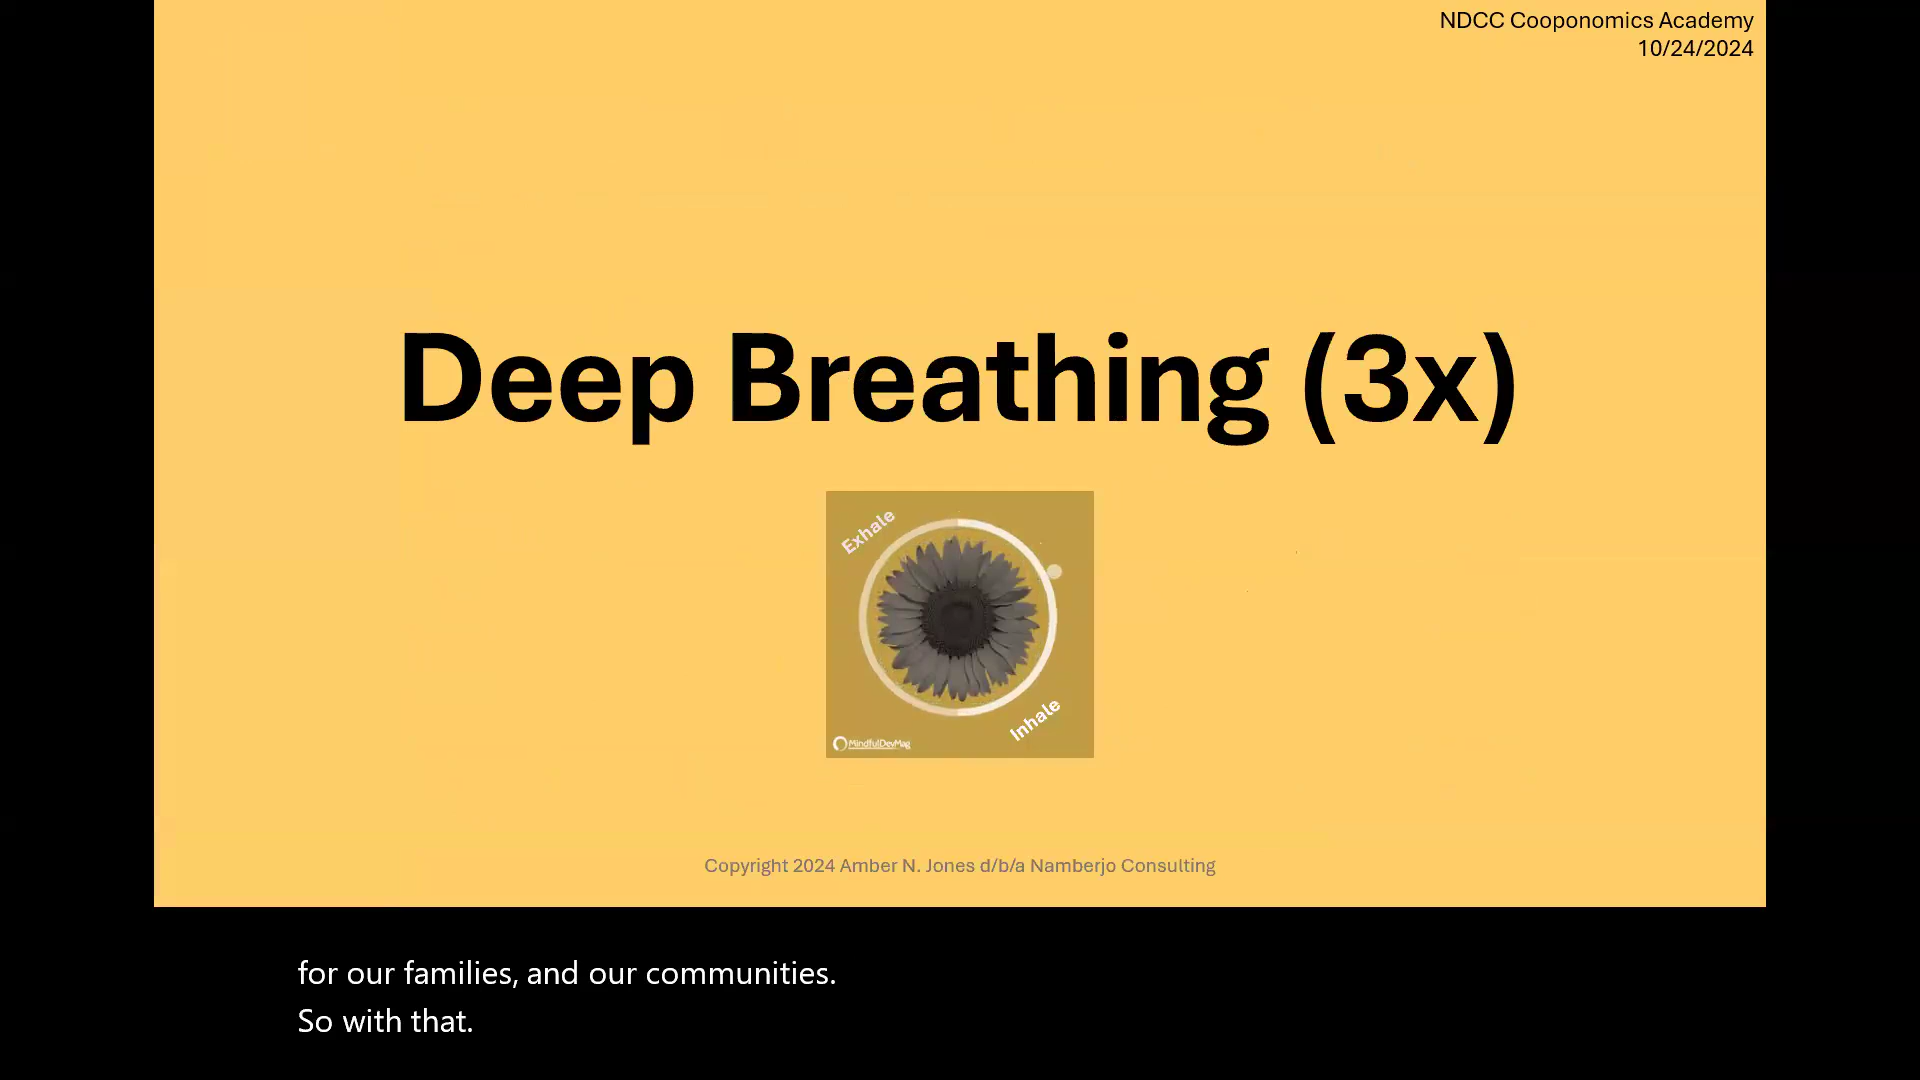 NDCC Cooponomics Academy
10/24/2024
Deep Breathing (3x)
Exhale
Inhale
MindfulDevMag
Copyright 2024 Amber N. Jones d/b/a Namberjo Consulting
for our families, and our communities.
So with that.